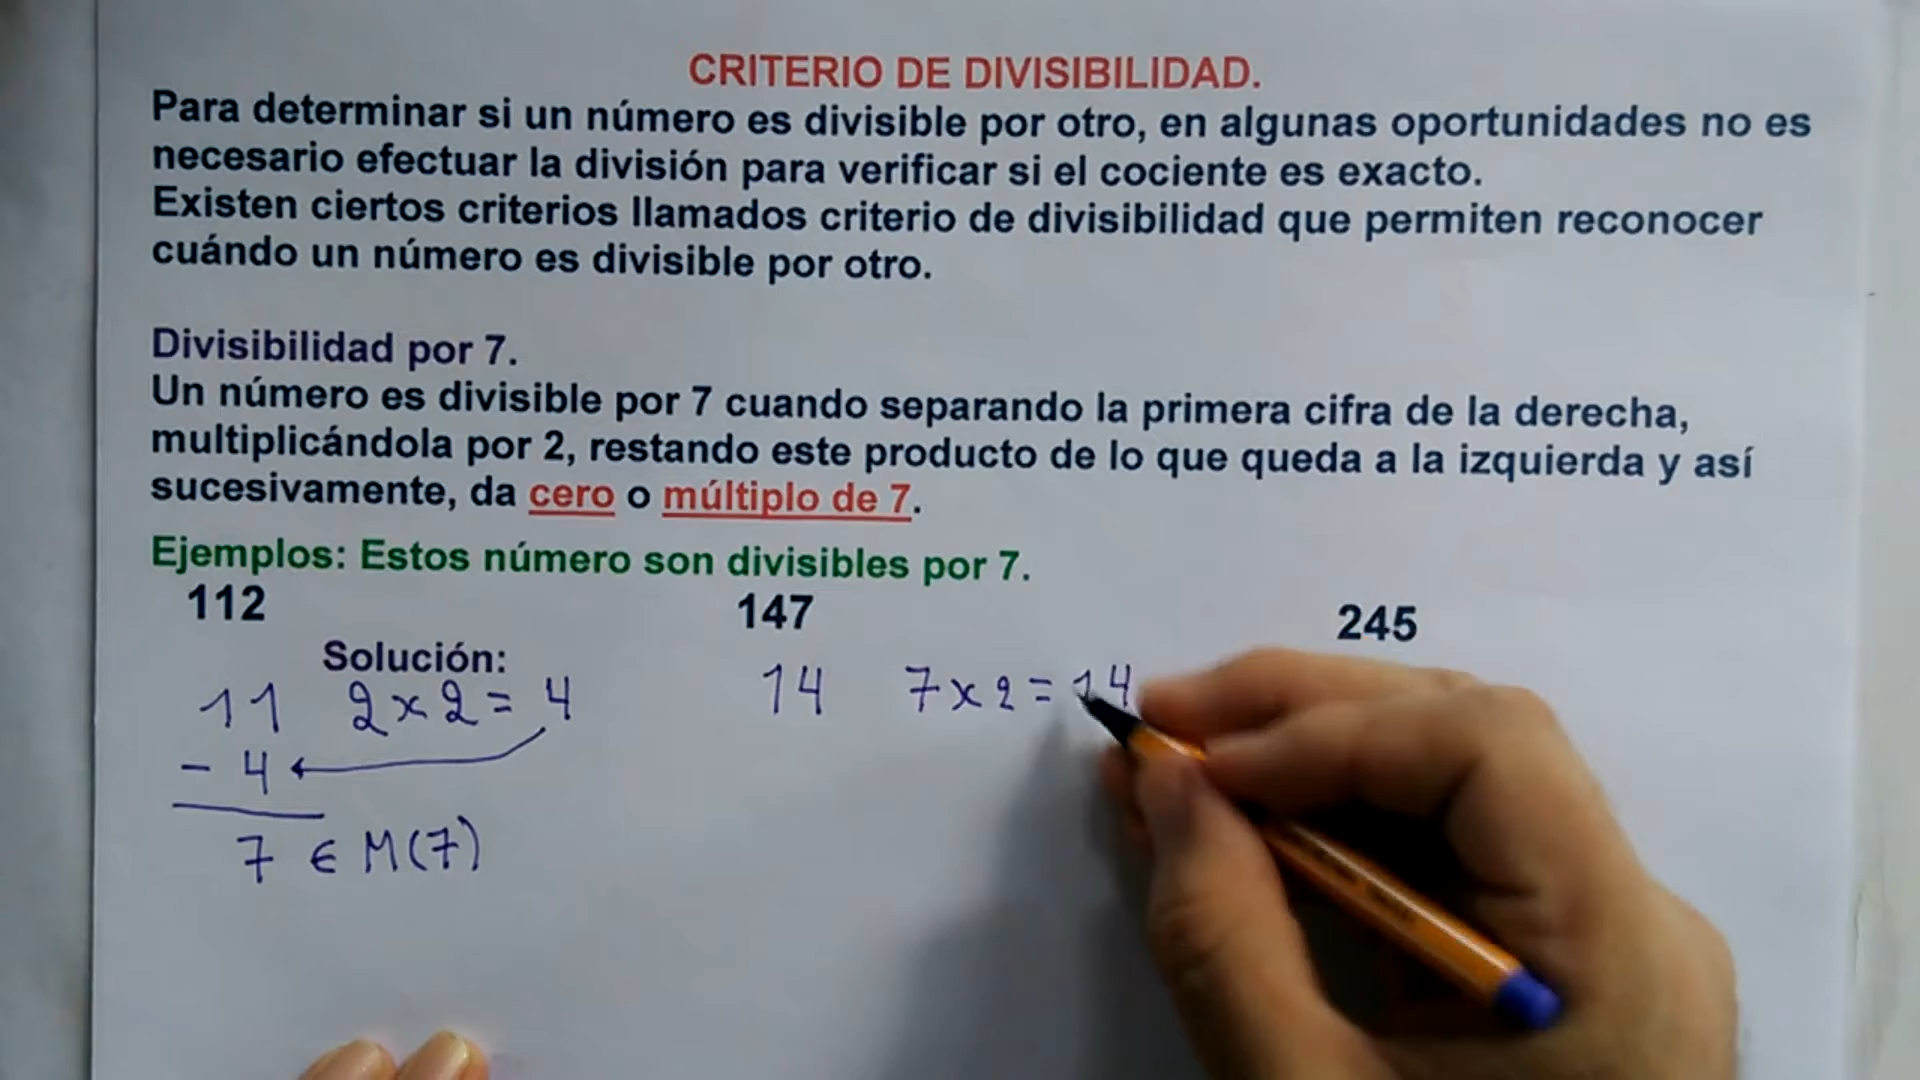 CRITERIO DE DIVISIBILIDAD.
Para determinar si un número es divisible por otro, en algunas oportunidades no es
necesario efectuar la división para verificar si el cociente es exacto.
Existen ciertos criterios llamados criterio de divisibilidad que permiten reconocer
cuándo un número es divisible por otro.
Divisibilidad por 7.
Un número es divisible por 7 cuando separando la primera cifra de la derecha,
multiplicándola por 2, restando este producto de lo que queda a la izquierda y así
sucesivamente, da cero o múltiplo de 7.
Ejemplos: Estos número son divisibles por 7.
112 147 245
Solución:
11 2 x 2 = 4 14 7 x 2 = 14
- 4
7 ∈ M(7)